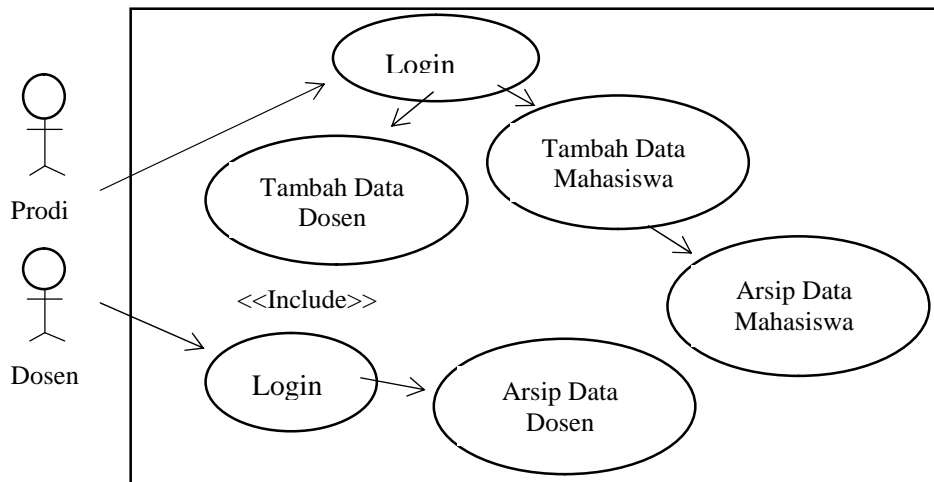 Login
Tambah Data
Mahasiswa
Tambah Data
Dosen
Prodi
<<Include>>
Arsip Data
Mahasiswa
Dosen
Login
Arsip Data
Dosen